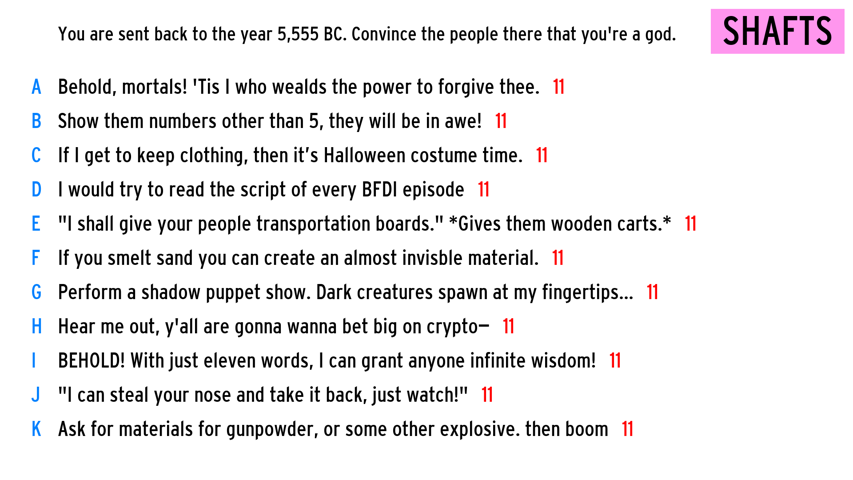 You are sent back to the year 5,555 BC. Convince the people there that you're a god.
SHAFTS
A Behold, mortals! 'Tis I who wealds the power to forgive thee. 11
B Show them numbers other than 5, they will be in awe! 11
C If I get to keep clothing, then it’s Halloween costume time. 11
D I would try to read the script of every BFDI episode 11
E "I shall give your people transportation boards." *Gives them wooden carts.* 11
F If you smelt sand you can create an almost invisble material. 11
G Perform a shadow puppet show. Dark creatures spawn at my fingertips... 11
H Hear me out, y'all are gonna wanna bet big on crypto— 11
I BEHOLD! With just eleven words, I can grant anyone infinite wisdom! 11
J "I can steal your nose and take it back, just watch!" 11
K Ask for materials for gunpowder, or some other explosive. then boom 11